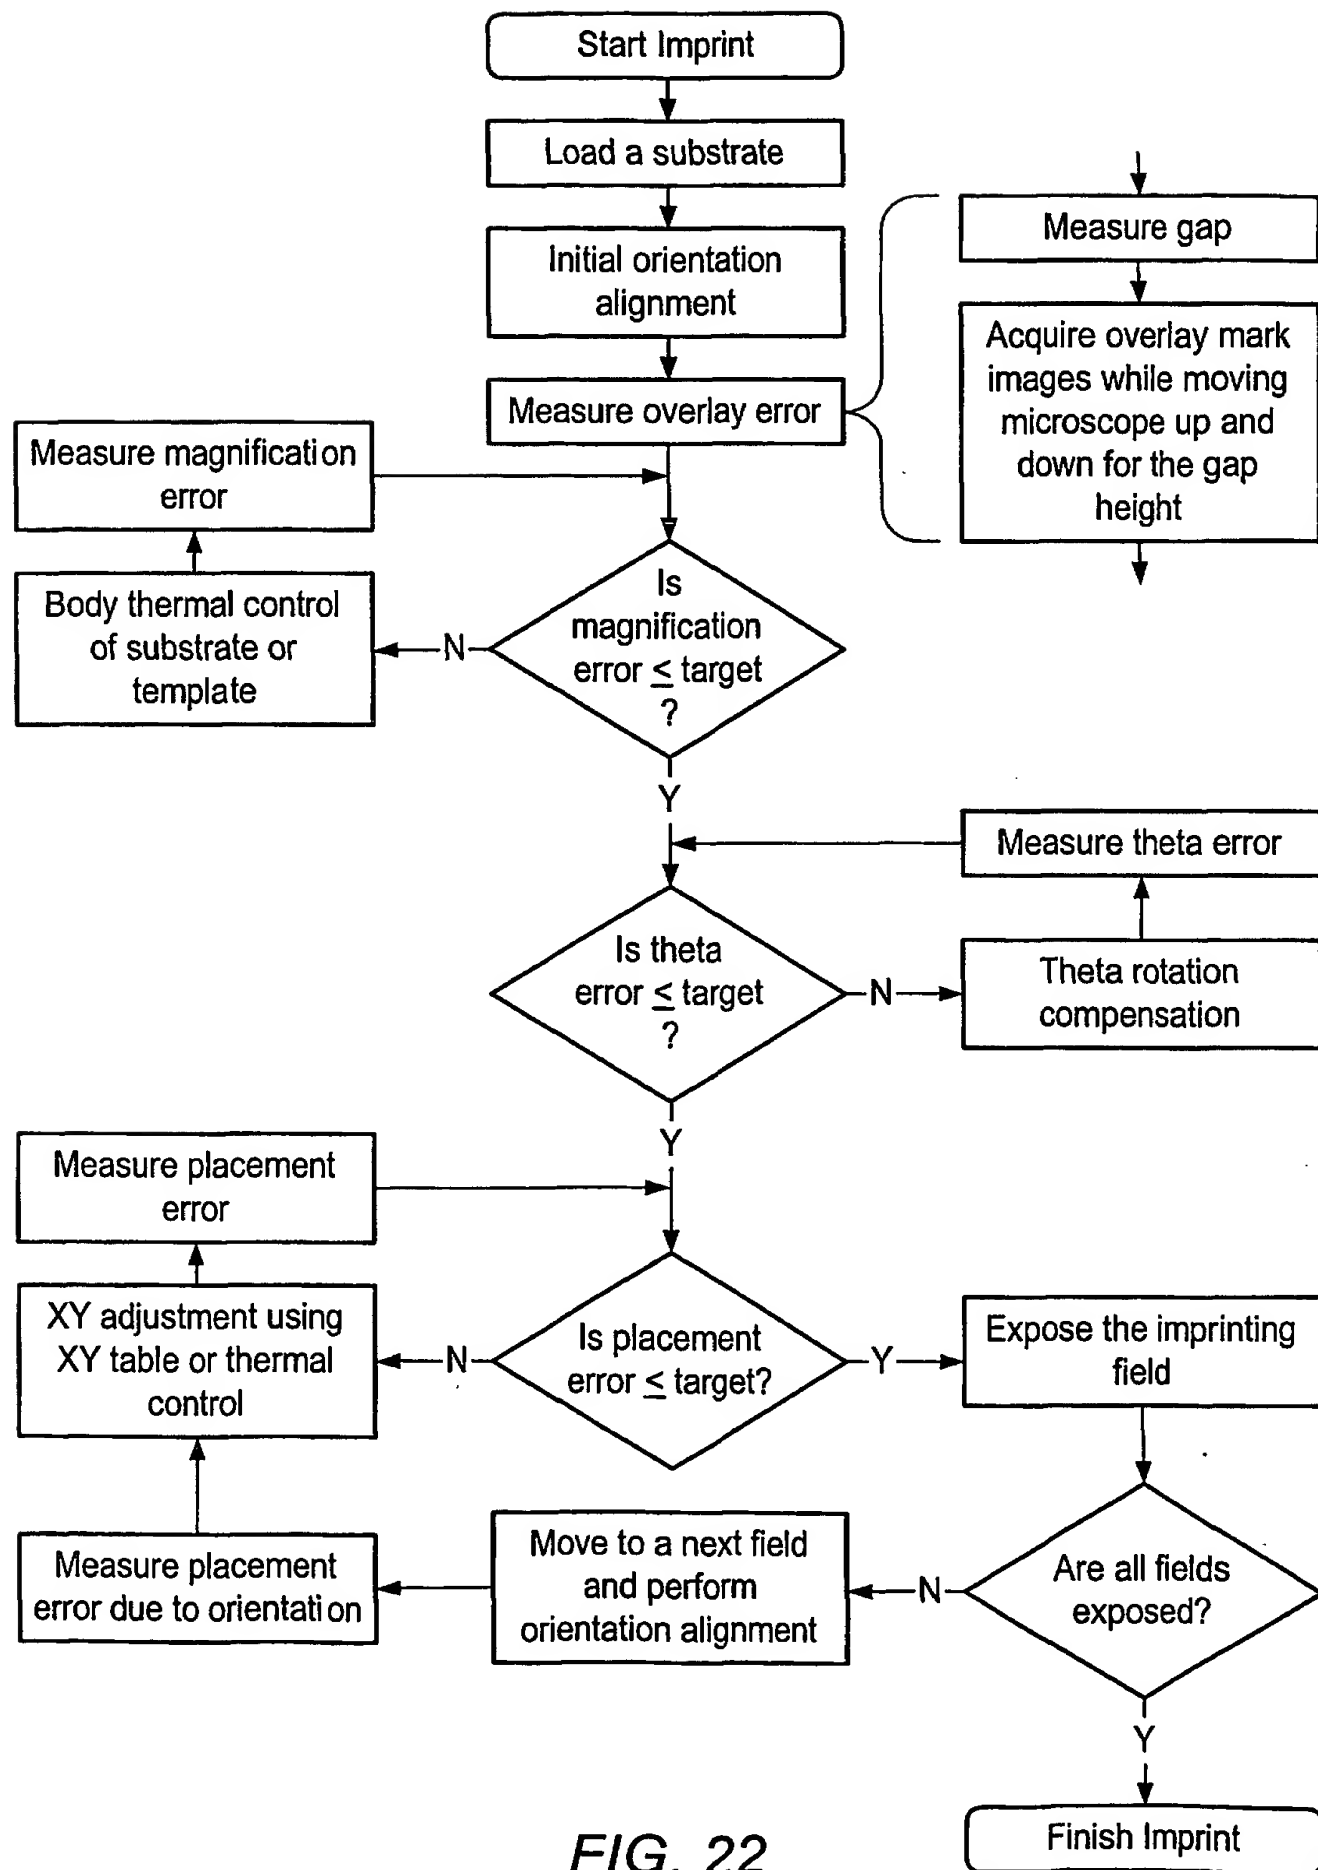 Start Imprint
Load a substrate
Initial orientation
alignment
Measure overlay error
Measure gap
Acquire overlay mark
images while moving
microscope up and
down for the gap
height
Measure magnification
error
Body thermal control
of substrate or
template
N
Is
magnification
error ≤ target
?
Y
Measure theta error
Is theta
error ≤ target
?
N
Theta rotation
compensation
Y
Measure placement
error
XY adjustment using
XY table or thermal
control
N
Is placement
error ≤ target?
Y
Expose the imprinting
field
Measure placement
error due to orientation
Move to a next field
and perform
orientation alignment
N
Are all fields
exposed?
Y
Finish Imprint
FIG. 22